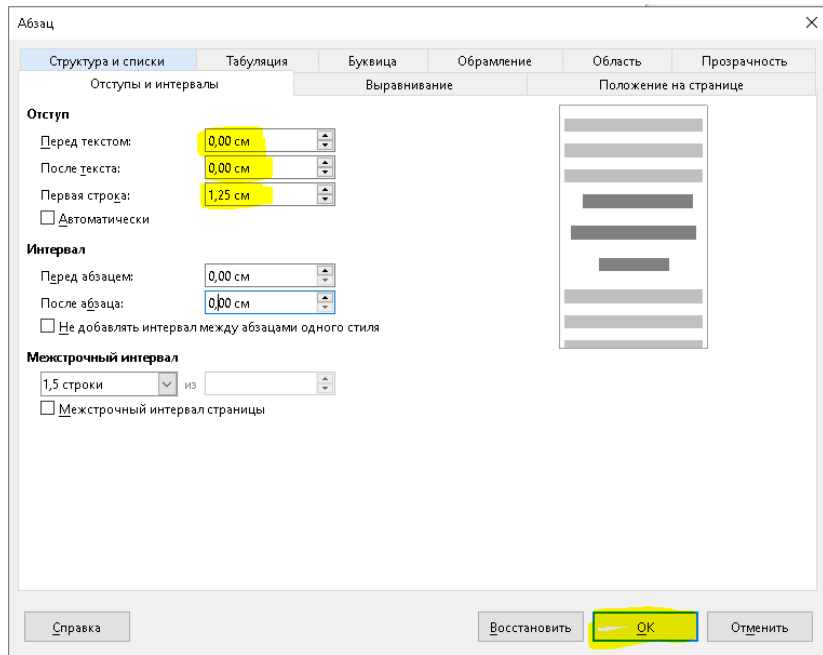 Абзац
Структура и списки Табуляция Буквица Обрамление Область Прозрачность
Отступы и интервалы Выравнивание Положение на странице
Отступ
Перед текстом: 0,00 см
После текста: 0,00 см
Первая строка: 1,25 см
Автоматически
Интервал
Перед абзацем: 0,00 см
После абзаца: 0,00 см
Не добавлять интервал между абзацами одного стиля
Межстрочный интервал
1,5 строки из
Межстрочный интервал страницы
Справка Восстановить OK Отменить